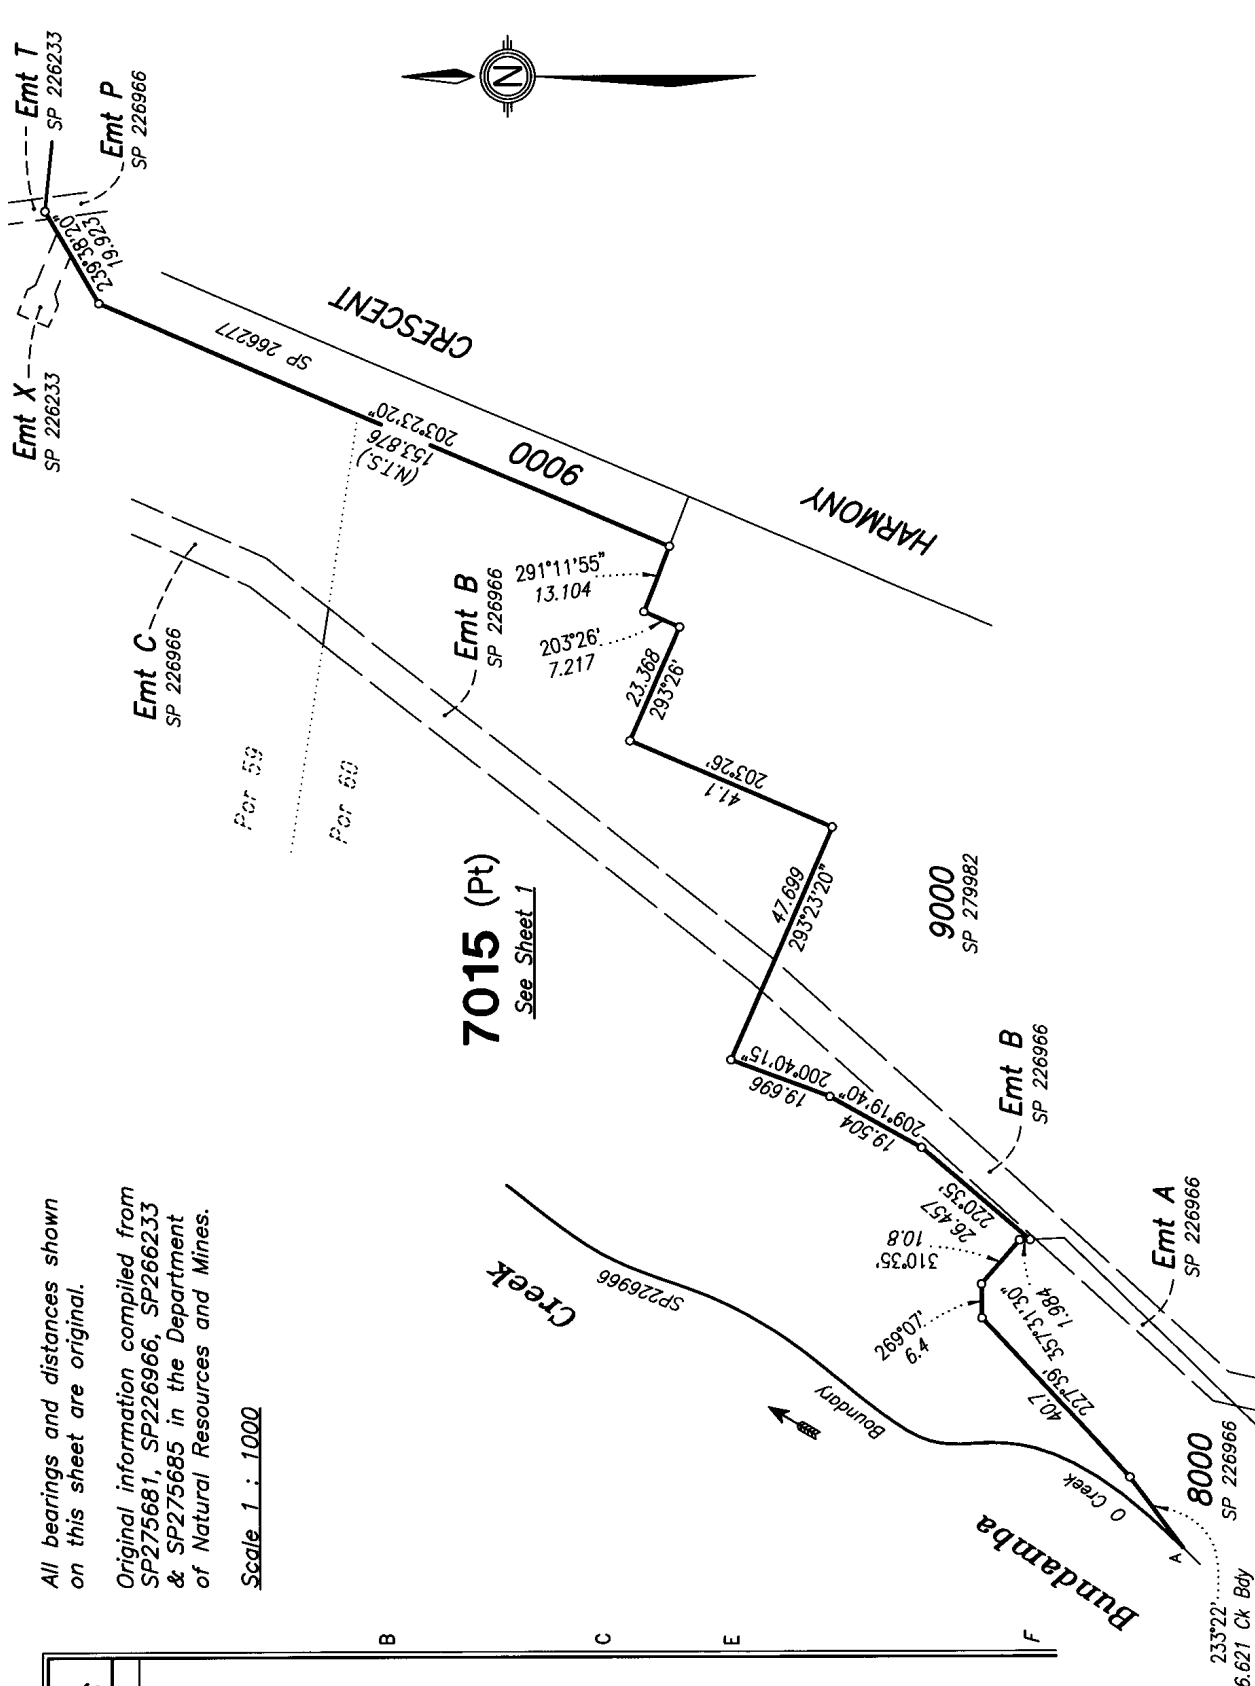 All bearings and distances shown
on this sheet are original.
Original information compiled from
SP275681, SP226966, SP266233
& SP275685 in the Department
of Natural Resources and Mines.
Scale 1 : 1000
N
Emt T
SP 226233
Emt P
SP 226966
Emt X
SP 226233
239°38'20"
19.923
SP 266277
CRESCENT
HARMONY
203°23'20"
153.876
(N.T.S.)
9000
Emt C
SP 226966
Emt B
SP 226966
291°11'55"
13.104
203°26'
7.217
23.368
293°26'
203°26'
41.1
Por 59
Por 60
7015 (Pt)
See Sheet 1
47.699
293°23'20"
9000
SP 279982
200°40'15"
19.696
209°19'40"
19.504
220°35'
26.457
310°35'
10.8
Emt B
SP 226966
Emt A
SP 226966
357°31'30"
1.984
269°07'
6.4
227°39'
40.7
Creek
SP226966
Boundary
O Creek
Bundamba
8000
SP 226966
A
233°22'
6.621 Ck Bdy
B
C
E
F